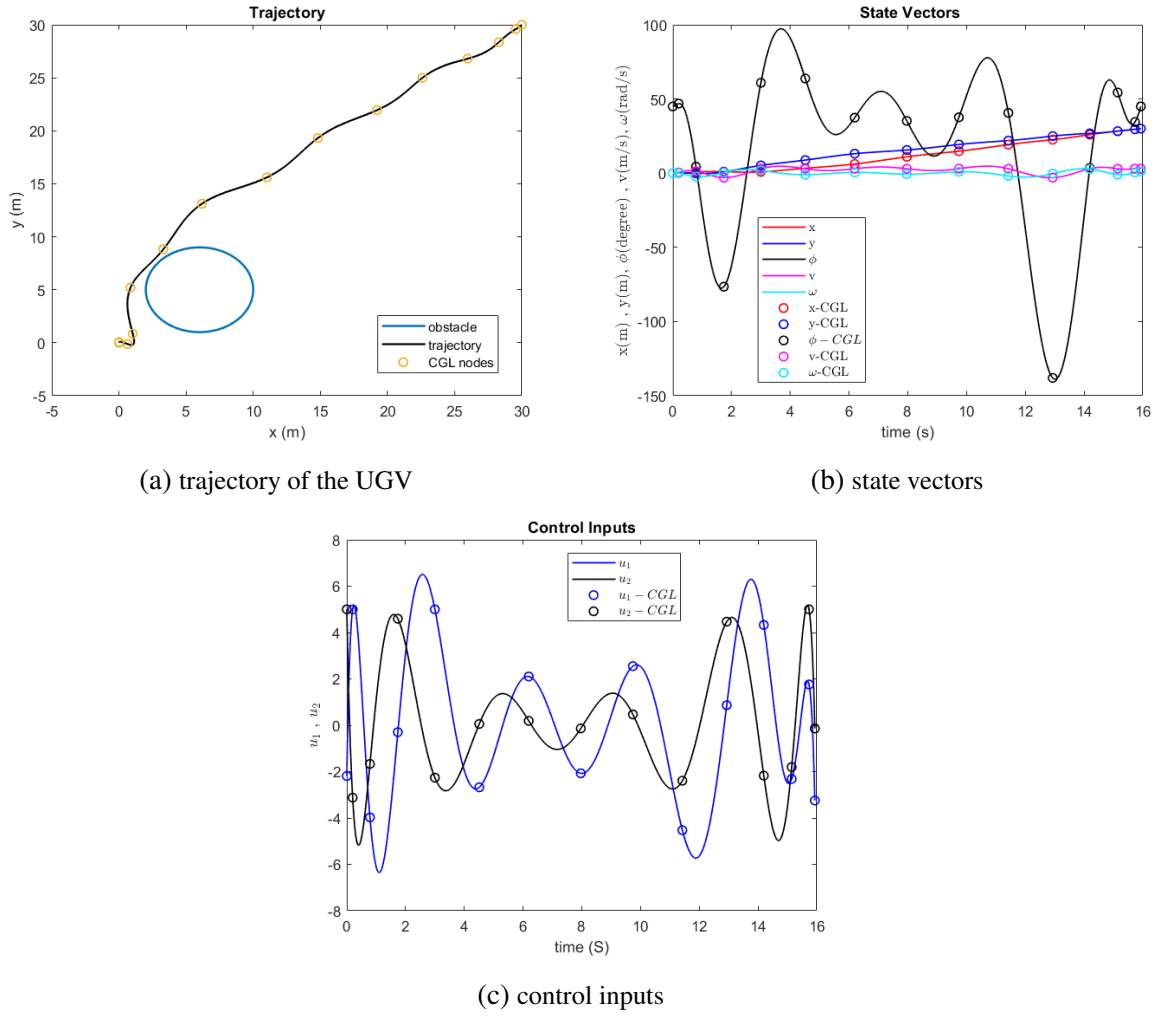 Trajectory
30
25
20
15
10
5
0
-5
y (m)
-5 0 5 10 15 20 25 30
x (m)
obstacle
trajectory
CGL nodes
(a) trajectory of the UGV
State Vectors
100
50
0
-50
-100
-150
x(m) , y(m), ϕ(degree) , v(m/s), ω(rad/s)
0 2 4 6 8 10 12 14 16
time (s)
x
y
ϕ
v
ω
x-CGL
y-CGL
ϕ − CGL
v-CGL
ω-CGL
(b) state vectors
Control Inputs
8
6
4
2
0
-2
-4
-6
-8
u₁ , u₂
0 2 4 6 8 10 12 14 16
time (S)
u₁
u₂
u₁ − CGL
u₂ − CGL
(c) control inputs